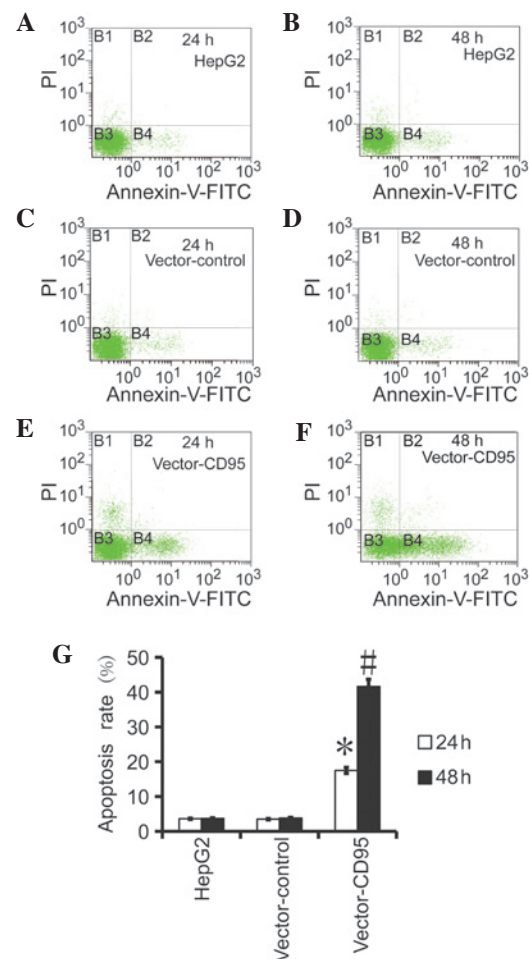 A
10³
B1 B2 24 h
HepG2
10²
PI
10¹
10⁰
B3 B4
10⁰ 10¹ 10² 10³
Annexin-V-FITC
B
10³
B1 B2 48 h
HepG2
10²
PI
10¹
10⁰
B3 B4
10⁰ 10¹ 10² 10³
Annexin-V-FITC
C
10³
B1 B2 24 h
Vector-control
10²
PI
10¹
10⁰
B3 B4
10⁰ 10¹ 10² 10³
Annexin-V-FITC
D
10³
B1 B2 48 h
Vector-control
10²
PI
10¹
10⁰
B3 B4
10⁰ 10¹ 10² 10³
Annexin-V-FITC
E
10³
B1 B2 24 h
Vector-CD95
10²
PI
10¹
10⁰
B3 B4
10⁰ 10¹ 10² 10³
Annexin-V-FITC
F
10³
B1 B2 48 h
Vector-CD95
10²
PI
10¹
10⁰
B3 B4
10⁰ 10¹ 10² 10³
Annexin-V-FITC
G
Apoptosis rate (%)
50
40
30
20
10
0
*
#
24h
48h
HepG2
Vector-control
Vector-CD95